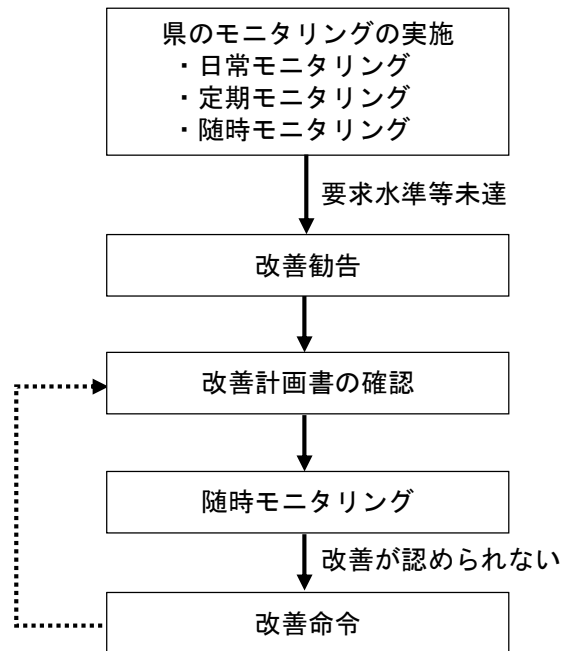 県のモニタリングの実施
・日常モニタリング
・定期モニタリング
・随時モニタリング
要求水準等未達
改善勧告
改善計画書の確認
随時モニタリング
改善が認められない
改善命令